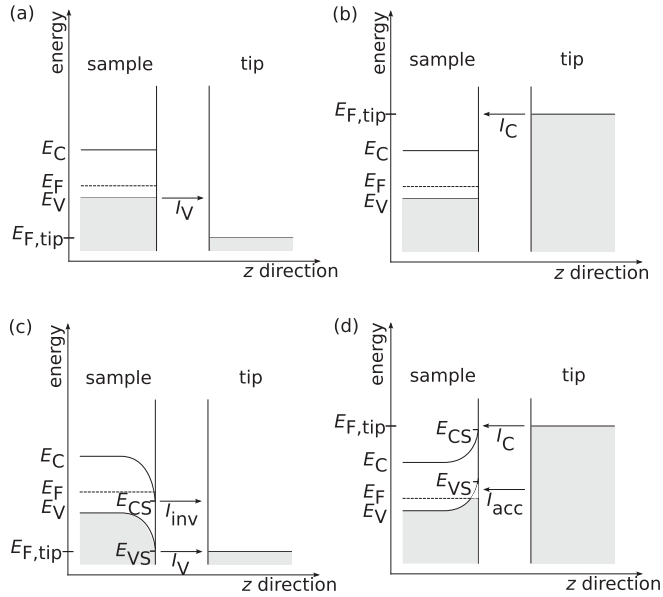 (a)
energy
sample
tip
E_C
E_F
E_V
I_V
E_F,tip
z direction
(b)
energy
sample
tip
E_F,tip
I_C
E_C
E_F
E_V
z direction
(c)
energy
sample
tip
E_C
E_F
E_CS
E_V
I_inv
E_F,tip
E_VS
I_V
z direction
(d)
energy
sample
tip
E_F,tip
E_CS
I_C
E_C
E_VS
E_F
I_acc
E_V
z direction